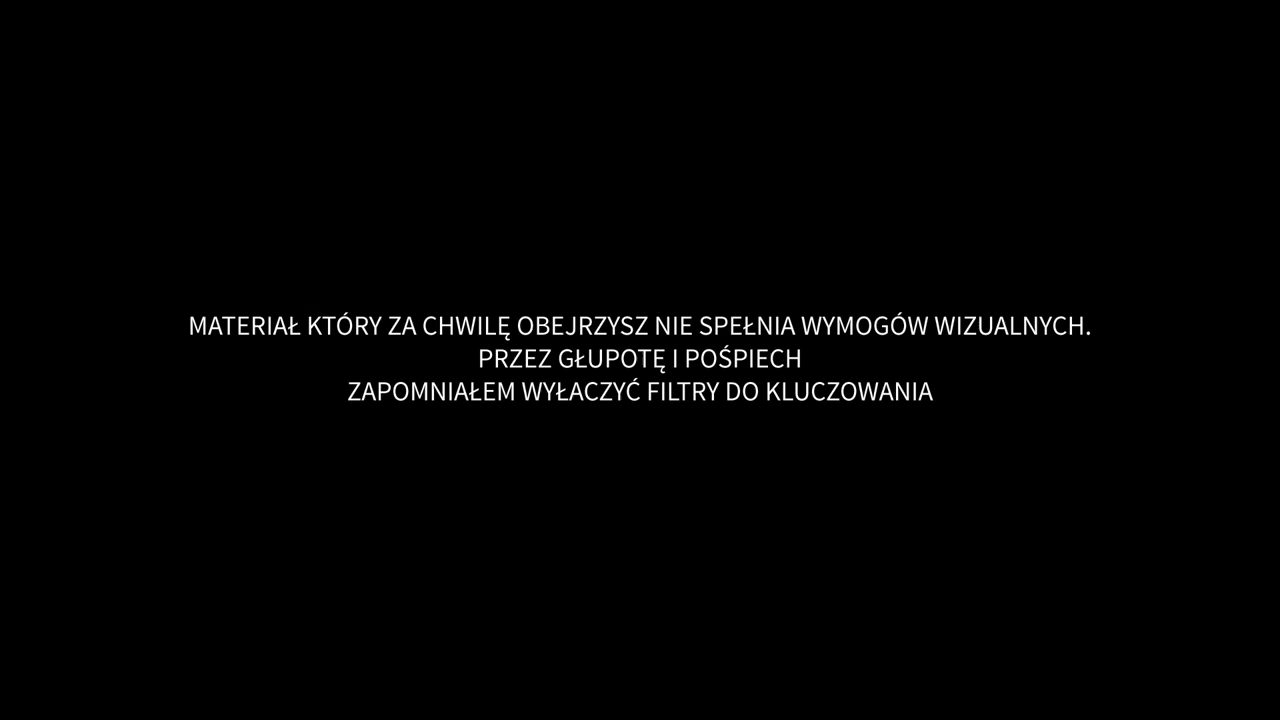 MATERIAŁ KTÓRY ZA CHWILĘ OBEJRZYSZ NIE SPEŁNIA WYMOGÓW WIZUALNYCH.
PRZEZ GŁUPOTĘ I POŚPIECH
ZAPOMNIAŁEM WYŁACZYĆ FILTRY DO KLUCZOWANIA